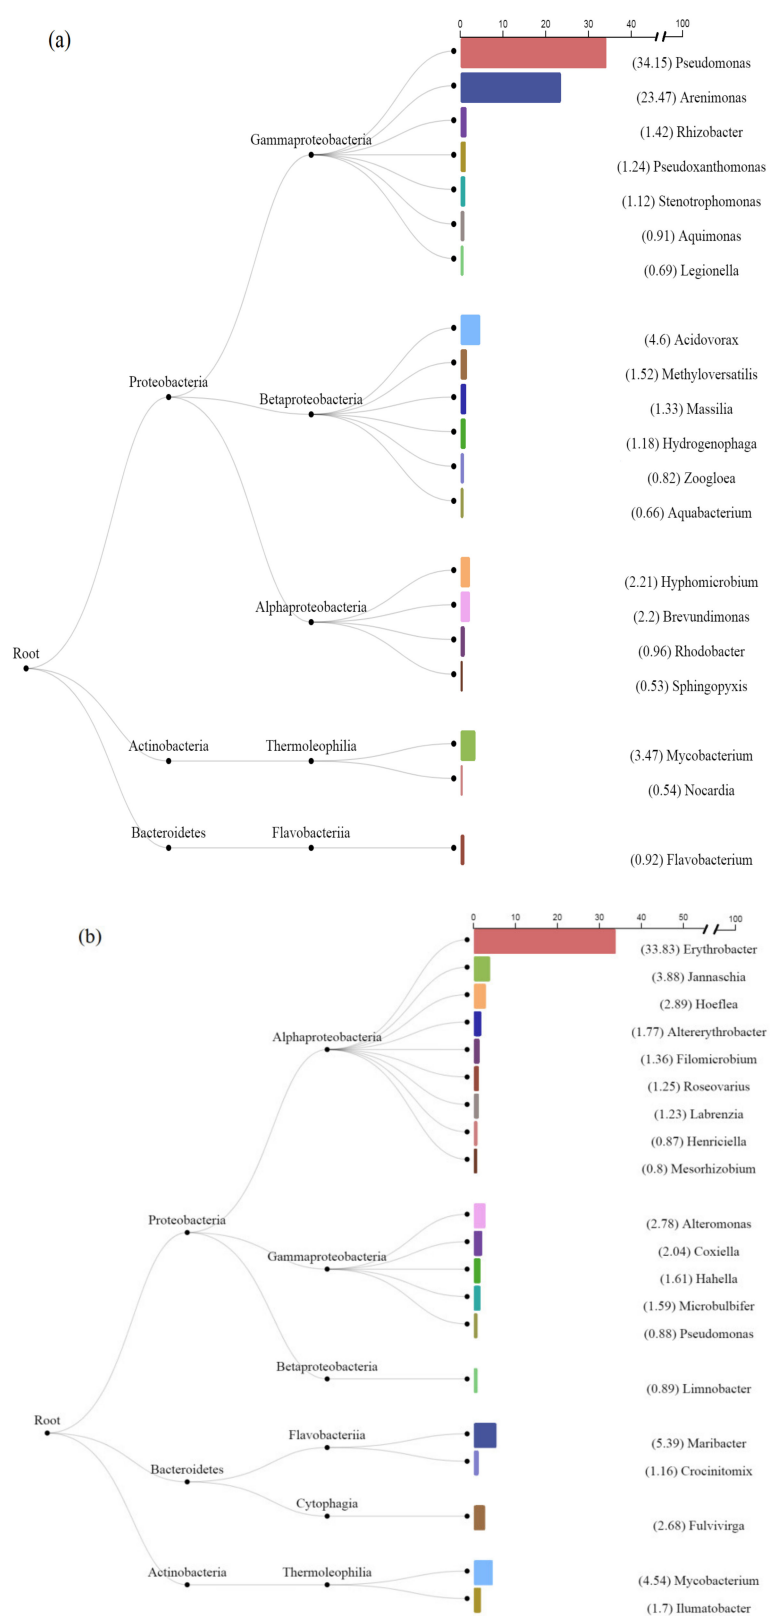 (a)
0 10 20 30 40 100
(34.15) Pseudomonas
(23.47) Arenimonas
(1.42) Rhizobacter
Gammaproteobacteria
(1.24) Pseudoxanthomonas
(1.12) Stenotrophomonas
(0.91) Aquimonas
(0.69) Legionella
(4.6) Acidovorax
(1.52) Methyloversatilis
Proteobacteria
Betaproteobacteria
(1.33) Massilia
(1.18) Hydrogenophaga
(0.82) Zoogloea
(0.66) Aquabacterium
(2.21) Hyphomicrobium
Alphaproteobacteria
(2.2) Brevundimonas
(0.96) Rhodobacter
Root
(0.53) Sphingopyxis
Actinobacteria
Thermoleophilia
(3.47) Mycobacterium
(0.54) Nocardia
Bacteroidetes
Flavobacteriia
(0.92) Flavobacterium
(b)
0 10 20 30 40 50 100
(33.83) Erythrobacter
(3.88) Jannaschia
(2.89) Hoeflea
(1.77) Altererythrobacter
Alphaproteobacteria
(1.36) Filomicrobium
(1.25) Roseovarius
(1.23) Labrenzia
(0.87) Henriciella
(0.8) Mesorhizobium
Proteobacteria
(2.78) Alteromonas
(2.04) Coxiella
Gammaproteobacteria
(1.61) Hahella
(1.59) Microbulbifer
(0.88) Pseudomonas
Betaproteobacteria
(0.89) Limnobacter
Root
Flavobacteriia
(5.39) Maribacter
Bacteroidetes
(1.16) Crocinitomix
Cytophagia
(2.68) Fulvivirga
Actinobacteria
Thermoleophilia
(4.54) Mycobacterium
(1.7) Ilumatobacter